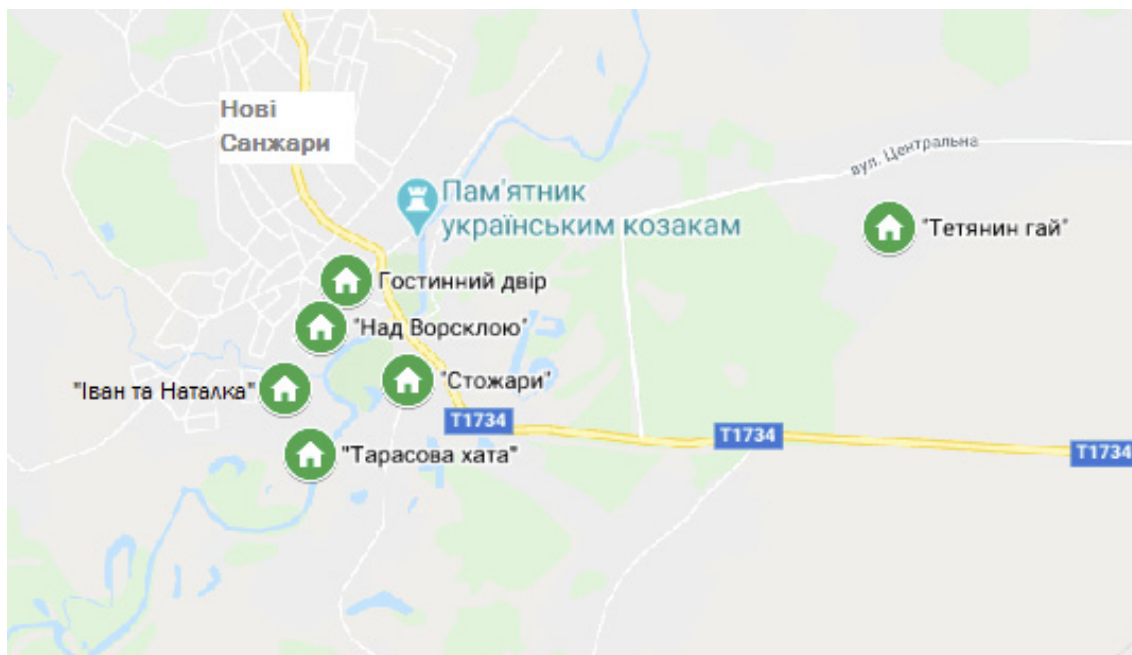 Нові
Санжари
вул. Центральна
Пам'ятник
українським козакам
"Тетянин гай"
Гостинний двір
"Над Ворсклою"
"Стожари"
"Іван та Наталка"
T1734
T1734
T1734
"Тарасова хата"